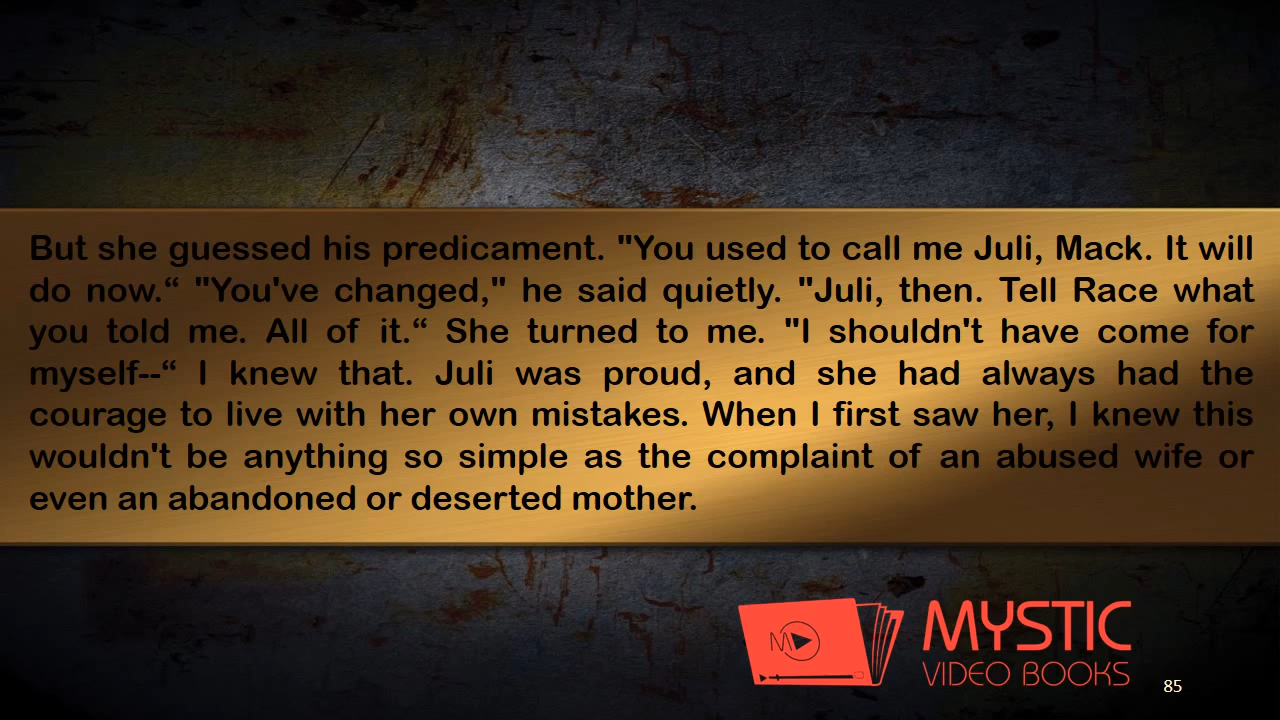 But she guessed his predicament. "You used to call me Juli, Mack. It will
do now.“ "You've changed," he said quietly. "Juli, then. Tell Race what
you told me. All of it.“ She turned to me. "I shouldn't have come for
myself--“ I knew that. Juli was proud, and she had always had the
courage to live with her own mistakes. When I first saw her, I knew this
wouldn't be anything so simple as the complaint of an abused wife or
even an abandoned or deserted mother.
M
MYSTIC
VIDEO BOOKS
85